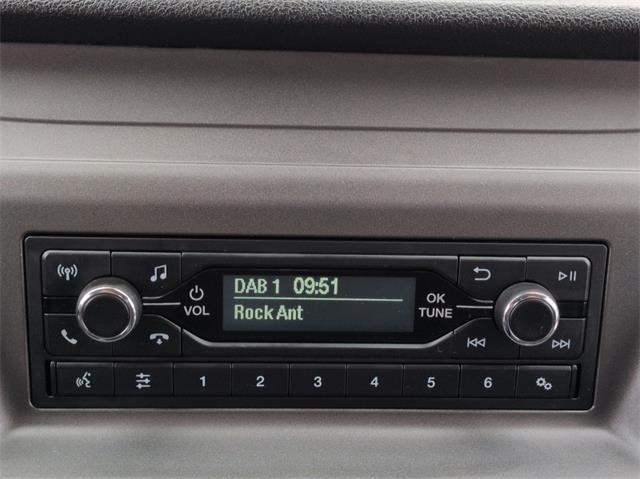 DAB 1 09:51
Rock Ant
VOL
OK
TUNE
1 2 3 4 5 6